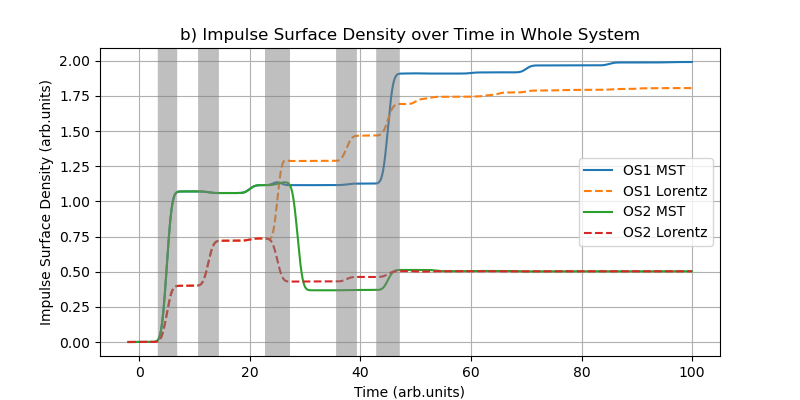 b) Impulse Surface Density over Time in Whole System
Impulse Surface Density (arb.units)
2.00
1.75
1.50
1.25
1.00
0.75
0.50
0.25
0.00
OS1 MST
OS1 Lorentz
OS2 MST
OS2 Lorentz
0 20 40 60 80 100
Time (arb.units)